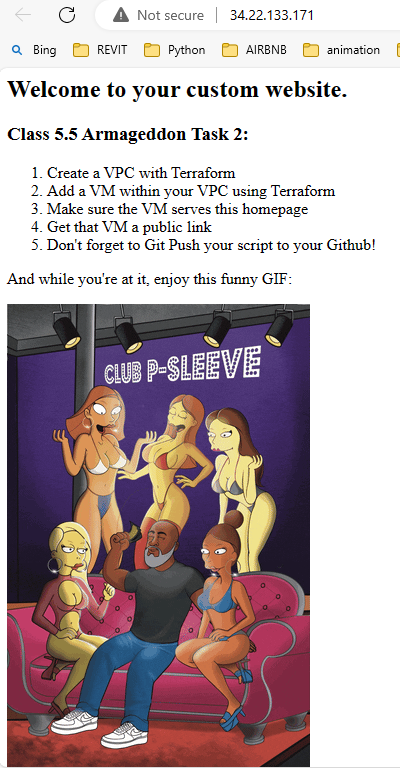 Not secure | 34.22.133.171
Bing REVIT Python AIRBNB animation
Welcome to your custom website.
Class 5.5 Armageddon Task 2:
1. Create a VPC with Terraform
2. Add a VM within your VPC using Terraform
3. Make sure the VM serves this homepage
4. Get that VM a public link
5. Don't forget to Git Push your script to your Github!
And while you're at it, enjoy this funny GIF:
CLUB P-SLEEVE